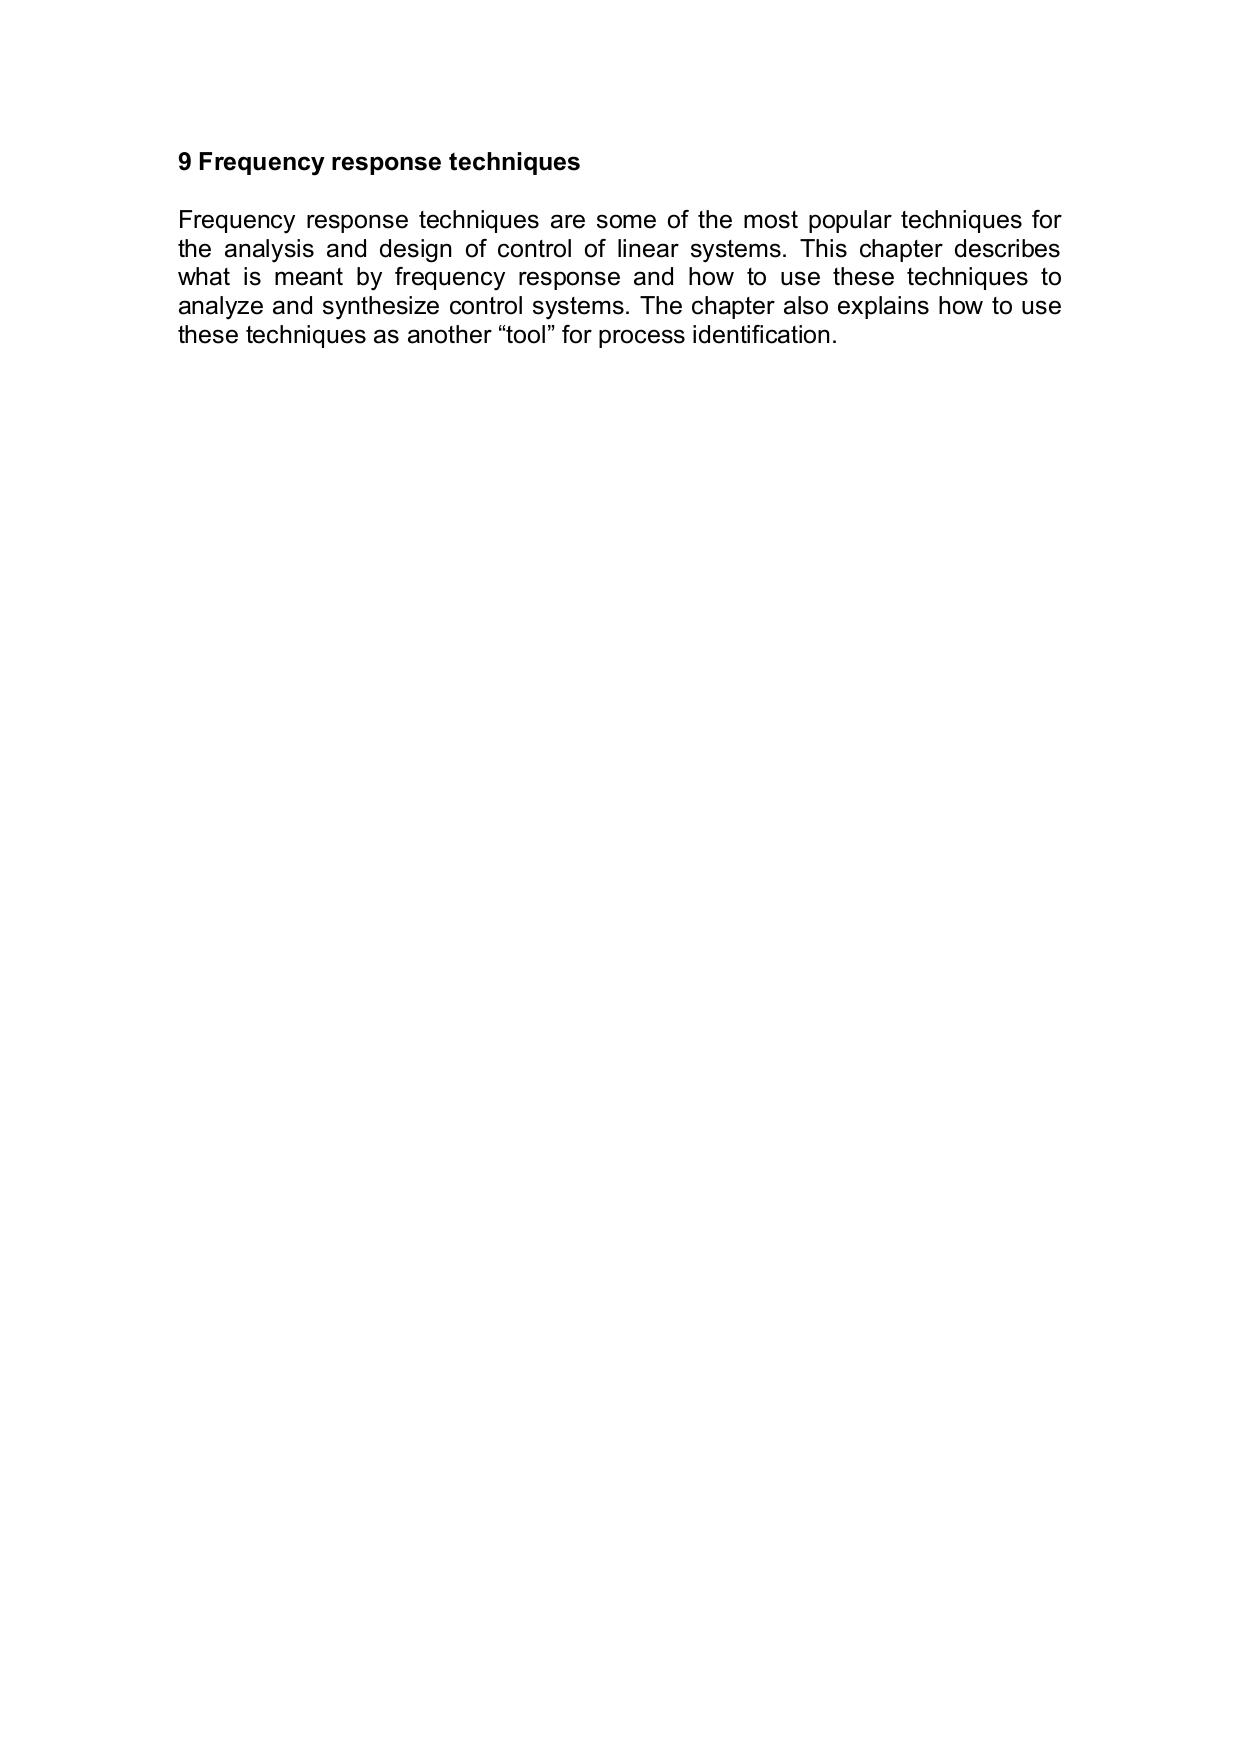 9 Frequency response techniques
Frequency response techniques are some of the most popular techniques for
the analysis and design of control of linear systems. This chapter describes
what is meant by frequency response and how to use these techniques to
analyze and synthesize control systems. The chapter also explains how to use
these techniques as another “tool” for process identification.